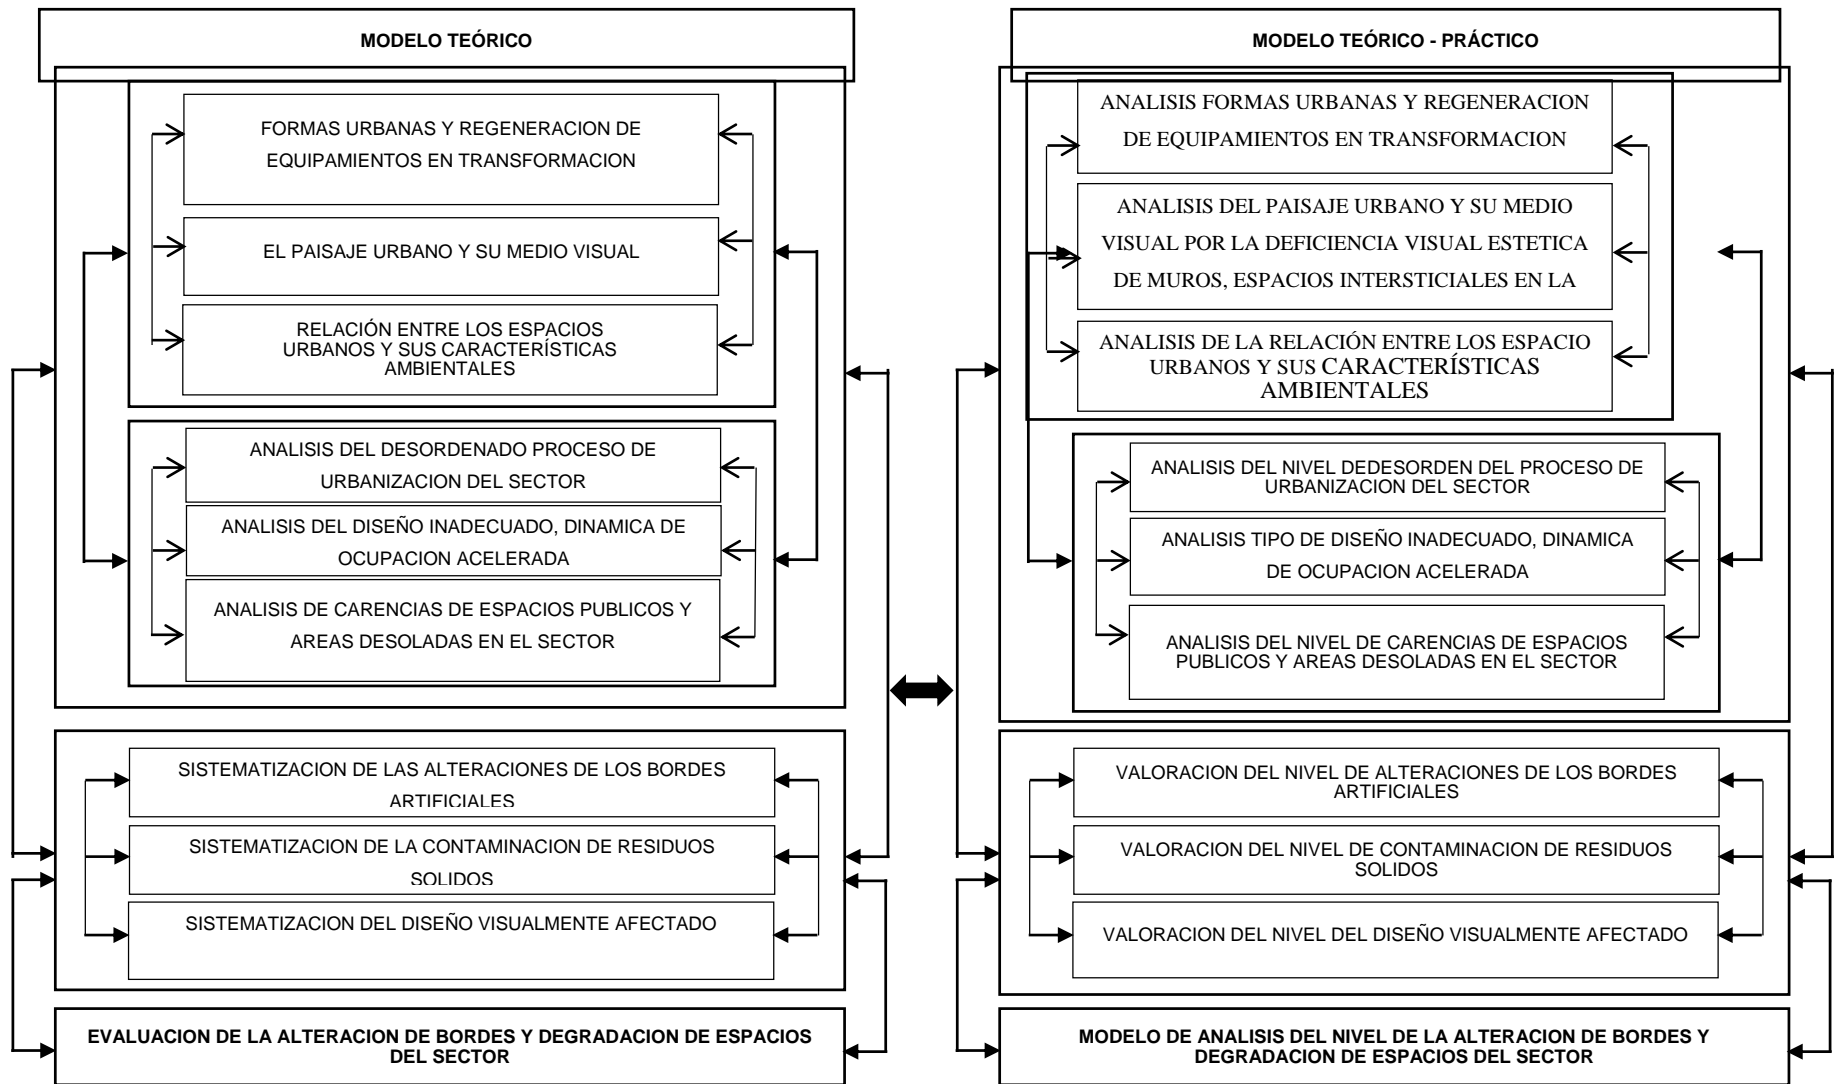 MODELO TEÓRICO
FORMAS URBANAS Y REGENERACION DE
EQUIPAMIENTOS EN TRANSFORMACION
EL PAISAJE URBANO Y SU MEDIO VISUAL
RELACIÓN ENTRE LOS ESPACIOS
URBANOS Y SUS CARACTERÍSTICAS
AMBIENTALES
ANALISIS DEL DESORDENADO PROCESO DE
URBANIZACION DEL SECTOR
ANALISIS DEL DISEÑO INADECUADO, DINAMICA DE
OCUPACION ACELERADA
ANALISIS DE CARENCIAS DE ESPACIOS PUBLICOS Y
AREAS DESOLADAS EN EL SECTOR
SISTEMATIZACION DE LAS ALTERACIONES DE LOS BORDES
ARTIFICIALES
SISTEMATIZACION DE LA CONTAMINACION DE RESIDUOS
SOLIDOS
SISTEMATIZACION DEL DISEÑO VISUALMENTE AFECTADO
EVALUACION DE LA ALTERACION DE BORDES Y DEGRADACION DE ESPACIOS
DEL SECTOR
MODELO TEÓRICO - PRÁCTICO
ANALISIS FORMAS URBANAS Y REGENERACION
DE EQUIPAMIENTOS EN TRANSFORMACION
ANALISIS DEL PAISAJE URBANO Y SU MEDIO
VISUAL POR LA DEFICIENCIA VISUAL ESTETICA
DE MUROS, ESPACIOS INTERSTICIALES EN LA
ANALISIS DE LA RELACIÓN ENTRE LOS ESPACIO
URBANOS Y SUS CARACTERÍSTICAS
AMBIENTALES
ANALISIS DEL NIVEL DEDESORDEN DEL PROCESO DE
URBANIZACION DEL SECTOR
ANALISIS TIPO DE DISEÑO INADECUADO, DINAMICA
DE OCUPACION ACELERADA
ANALISIS DEL NIVEL DE CARENCIAS DE ESPACIOS
PUBLICOS Y AREAS DESOLADAS EN EL SECTOR
VALORACION DEL NIVEL DE ALTERACIONES DE LOS BORDES
ARTIFICIALES
VALORACION DEL NIVEL DE CONTAMINACION DE RESIDUOS
SOLIDOS
VALORACION DEL NIVEL DEL DISEÑO VISUALMENTE AFECTADO
MODELO DE ANALISIS DEL NIVEL DE LA ALTERACION DE BORDES Y
DEGRADACION DE ESPACIOS DEL SECTOR